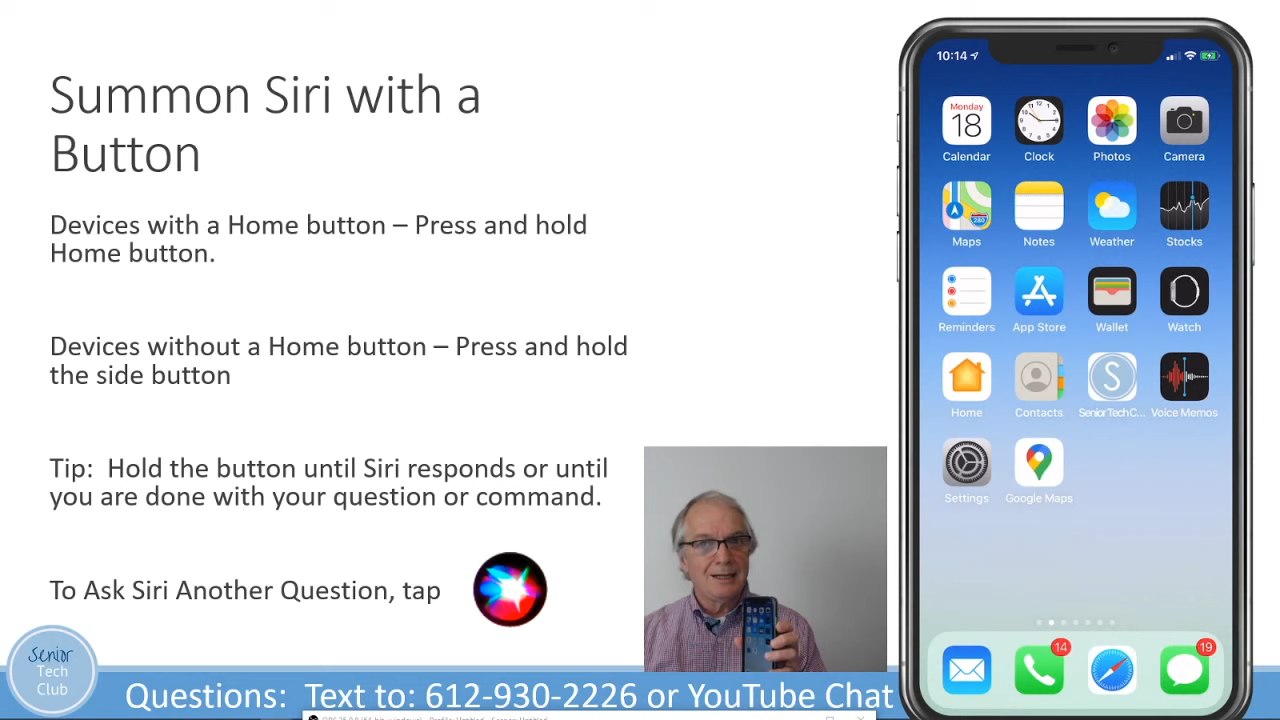 Summon Siri with a
Button
Devices with a Home button – Press and hold
Home button.
Devices without a Home button – Press and hold
the side button
Tip:  Hold the button until Siri responds or until
you are done with your question or command.
To Ask Siri Another Question, tap
Senior
Tech
Club
Questions:  Text to: 612-930-2226 or YouTube Chat
10:14
Monday
18
Calendar Clock Photos Camera
280
Maps Notes Weather Stocks
Reminders App Store Wallet Watch
S
Home Contacts SeniorTechC... Voice Memos
Settings Google Maps
14 19